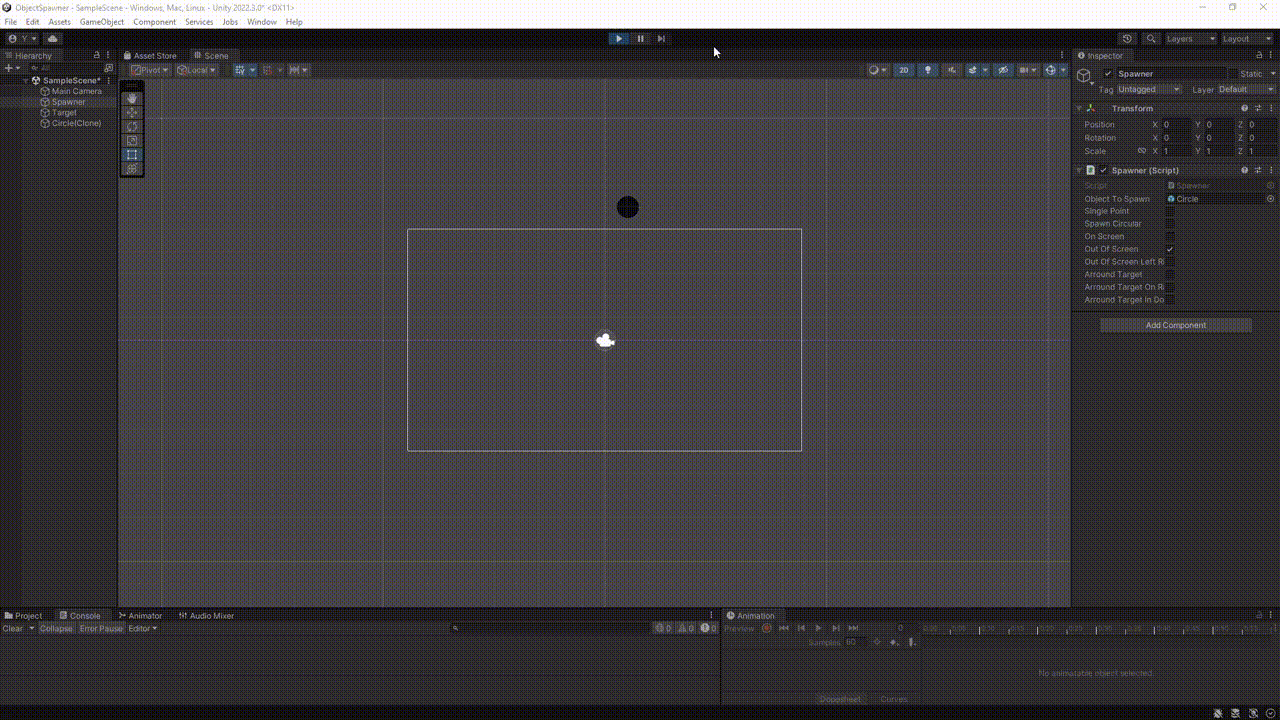 ObjectSpawner - SampleScene - Windows, Mac, Linux - Unity 2022.3.0* <DX11>
File Edit Assets GameObject Component Services Jobs Window Help
Y Layers Layout
Hierarchy
All
SampleScene*
Main Camera
Spawner
Target
Circle(Clone)
Asset Store Scene
Pivot Local 2D
Inspector
Spawner Static
Tag Untagged Layer Default
Transform
Position X 0 Y 0 Z 0
Rotation X 0 Y 0 Z 0
Scale X 1 Y 1 Z 1
Spawner (Script)
Script Spawner
Object To Spawn Circle
Single Point
Spawn Circular
On Screen
Out Of Screen
Out Of Screen Left R
Arround Target
Arround Target On R
Arround Target In Do
Add Component
Project Console Animator Audio Mixer
Clear Collapse Error Pause Editor 0 0 0
Animation
Preview 0
Samples 60
No animatable object selected.
Dopesheet Curves